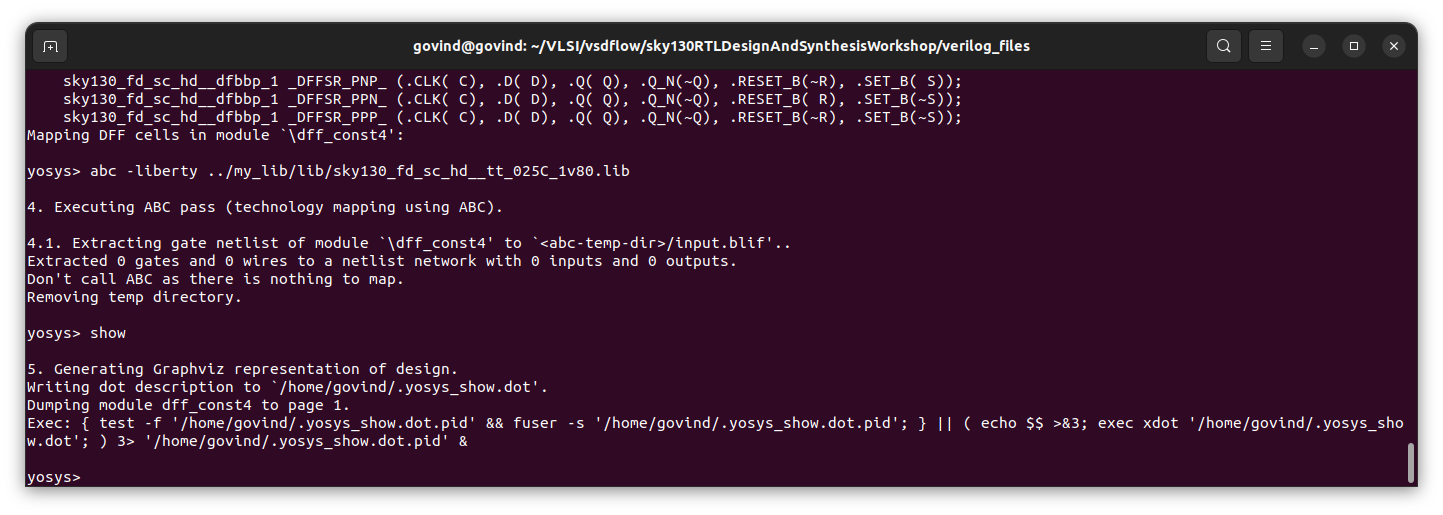 govind@govind: ~/VLSI/vsdflow/sky130RTLDesignAndSynthesisWorkshop/verilog_files
sky130_fd_sc_hd__dfbbp_1 _DFFSR_PNP_ (.CLK( C), .D( D), .Q( Q), .Q_N(~Q), .RESET_B(~R), .SET_B( S));
sky130_fd_sc_hd__dfbbp_1 _DFFSR_PPN_ (.CLK( C), .D( D), .Q( Q), .Q_N(~Q), .RESET_B( R), .SET_B(~S));
sky130_fd_sc_hd__dfbbp_1 _DFFSR_PPP_ (.CLK( C), .D( D), .Q( Q), .Q_N(~Q), .RESET_B(~R), .SET_B(~S));
Mapping DFF cells in module `\dff_const4':
yosys> abc -liberty ../my_lib/lib/sky130_fd_sc_hd__tt_025C_1v80.lib
4. Executing ABC pass (technology mapping using ABC).
4.1. Extracting gate netlist of module `\dff_const4' to `<abc-temp-dir>/input.blif'..
Extracted 0 gates and 0 wires to a netlist network with 0 inputs and 0 outputs.
Don't call ABC as there is nothing to map.
Removing temp directory.
yosys> show
5. Generating Graphviz representation of design.
Writing dot description to `/home/govind/.yosys_show.dot'.
Dumping module dff_const4 to page 1.
Exec: { test -f '/home/govind/.yosys_show.dot.pid' && fuser -s '/home/govind/.yosys_show.dot.pid'; } || ( echo $$ >&3; exec xdot '/home/govind/.yosys_sho
w.dot'; ) 3> '/home/govind/.yosys_show.dot.pid' &
yosys>